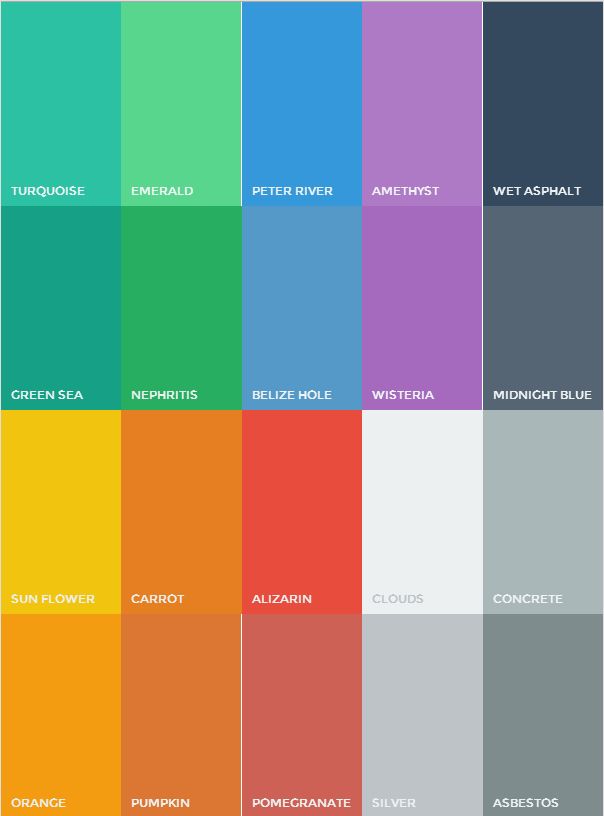 TURQUOISE
EMERALD
PETER RIVER
AMETHYST
WET ASPHALT
GREEN SEA
NEPHRITIS
BELIZE HOLE
WISTERIA
MIDNIGHT BLUE
SUN FLOWER
CARROT
ALIZARIN
CLOUDS
CONCRETE
ORANGE
PUMPKIN
POMEGRANATE
SILVER
ASBESTOS